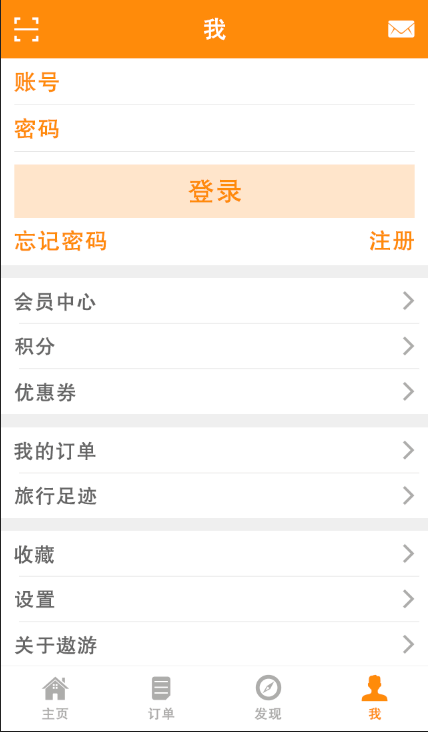 我
账号
密码
登录
忘记密码 注册
会员中心
积分
优惠券
我的订单
旅行足迹
收藏
设置
关于遨游
主页 订单 发现 我